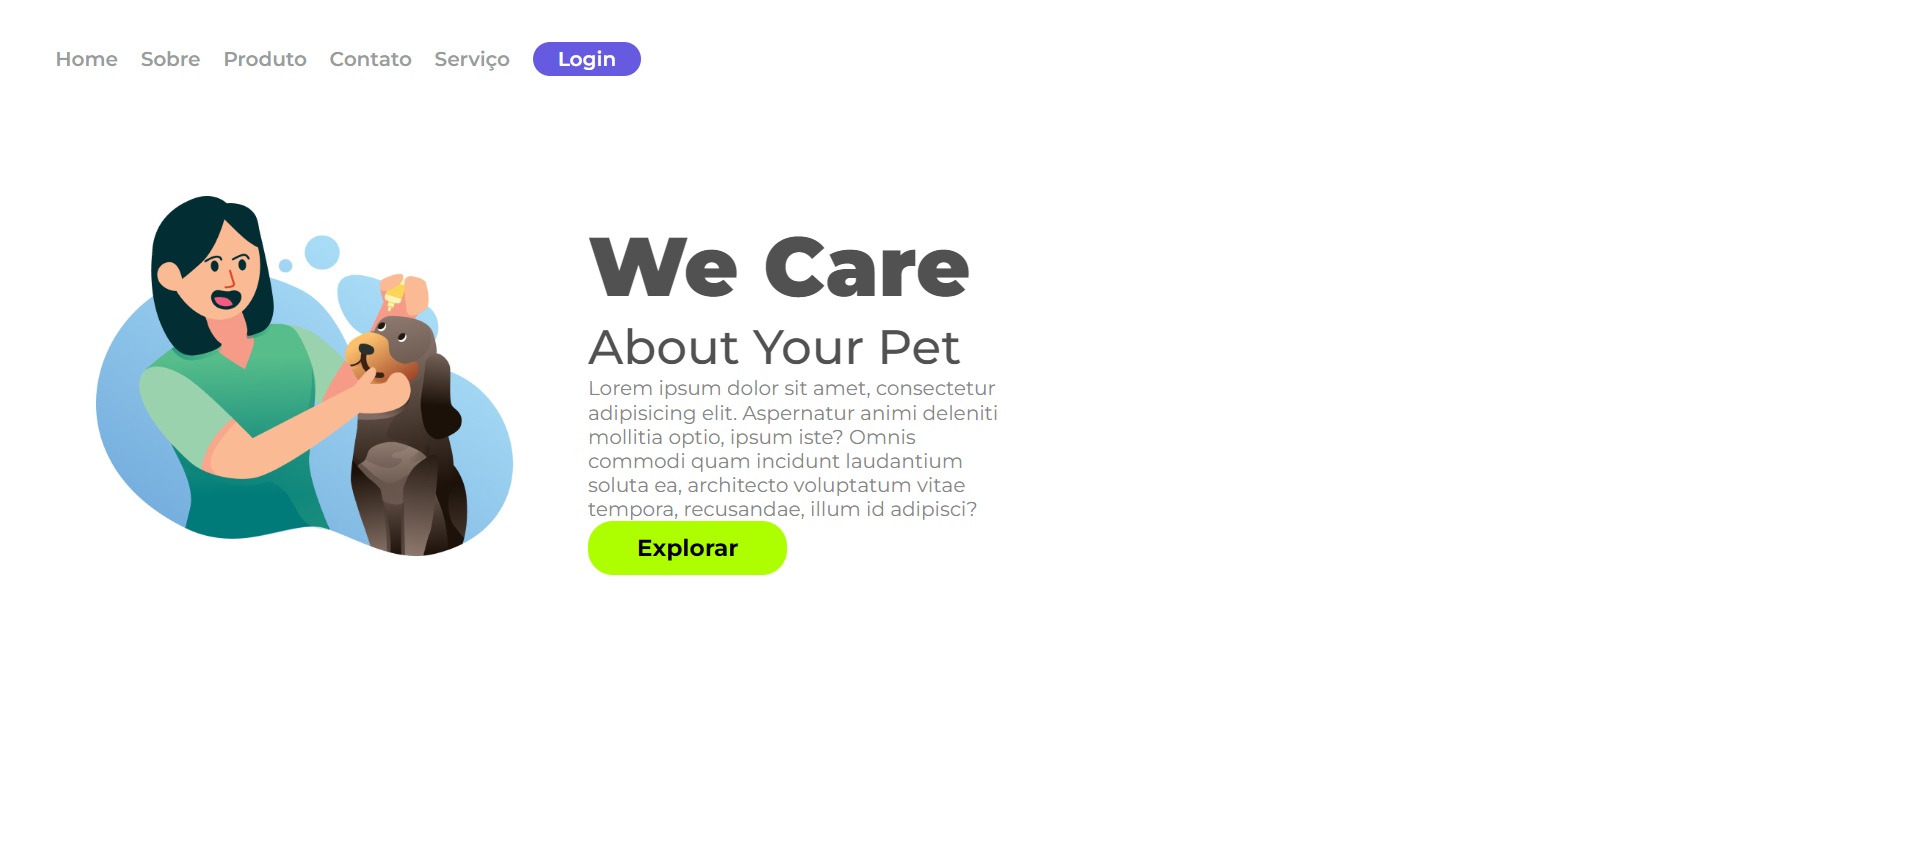 Home Sobre Produto Contato Serviço Login
We Care
About Your Pet
Lorem ipsum dolor sit amet, consectetur
adipisicing elit. Aspernatur animi deleniti
mollitia optio, ipsum iste? Omnis
commodi quam incidunt laudantium
soluta ea, architecto voluptatum vitae
tempora, recusandae, illum id adipisci?
Explorar